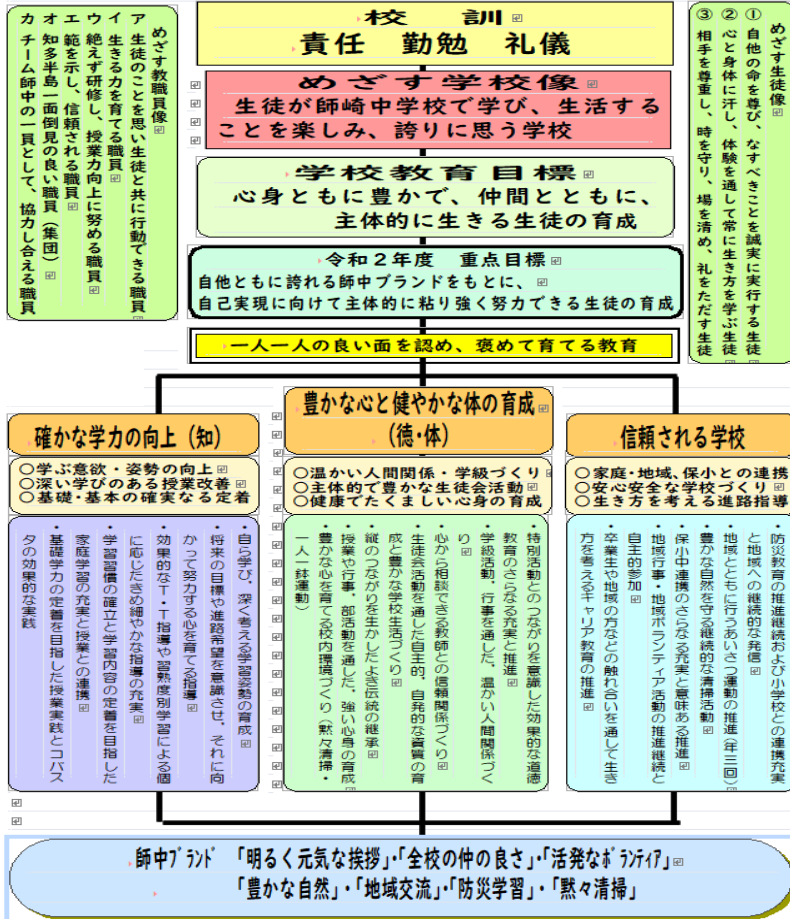 校　訓
責任　勤勉　礼儀
めざす学校像
生徒が師崎中学校で学び、生活する
ことを楽しみ、誇りに思う学校
学校教育目標
心身ともに豊かで、仲間とともに、
主体的に生きる生徒の育成
令和２年度　重点目標
自他ともに誇れる師中ブランドをもとに、
自己実現に向けて主体的に粘り強く努力できる生徒の育成
一人一人の良い面を認め、褒めて育てる教育
めざす生徒像
① 自他の命を尊び、なすべきことを誠実に実行する生徒
② 心と身体に汗し、体験を通して常に生き方を学ぶ生徒
③ 相手を尊重し、時を守り、場を清め、礼をただす生徒
めざす教職員像
ア 生徒のことを思い生徒と共に行動できる職員
イ 生きる力を育てる職員
ウ 絶えず研修し、授業力向上に努める職員
エ 範を示し、信頼される職員
オ 知多半島一面倒見の良い職員（集団）
カ チーム師中の一員として、協力し合える職員
確かな学力の向上（知）
○学ぶ意欲・姿勢の向上
○深い学びのある授業改善
○基礎・基本の確実なる定着
・自ら学び、深く考える学習姿勢の育成
・将来の目標や進路希望を意識させ、それに向
かって努力する心を育てる指導
・効果的なＴ・Ｔ指導や習熟度別学習による個
に応じたきめ細やかな指導の充実
・学習習慣の確立と学習内容の定着を目指した
家庭学習の充実と授業との連携
・基礎学力の定着を目指した授業実践とコバス
タの効果的な実践
豊かな心と健やかな体の育成
（徳・体）
○温かい人間関係・学級づくり
○主体的で豊かな生徒会活動
○健康でたくましい心身の育成
・特別活動とのつながりを意識した効果的な道徳
教育のさらなる充実と推進
・学級活動、行事を通した、温かい人間関係づく
り
・心から相談できる教師との信頼関係づくり
・生徒会活動を通した自主的、自発的な資質の育
成と豊かな学校生活づくり
・縦のつながりを生かしたよき伝統の継承
・授業や行事、部活動を通した、強い心身の育成
・豊かな心を育てる校内環境づくり（黙々清掃・
一人一鉢運動）
信頼される学校
○家庭・地域、保小との連携
○安心安全な学校づくり
○生き方を考える進路指導
・防災教育の推進継続および小学校との連携充実
と地域への継続的な発信
・地域とともに行うあいさつ運動の推進（年三回）
・豊かな自然を守る継続的な清掃活動
・保小中連携のさらなる充実と意味ある推進
・地域行事・地域ボランティア活動の推進継続と
自主的参加
・卒業生や地域の方などとの触れ合いを通して生き
方を考えるキャリア教育の推進
師中ブランド　「明るく元気な挨拶」・「全校の仲の良さ」・「活発なボランティア」
「豊かな自然」・「地域交流」・「防災学習」・「黙々清掃」